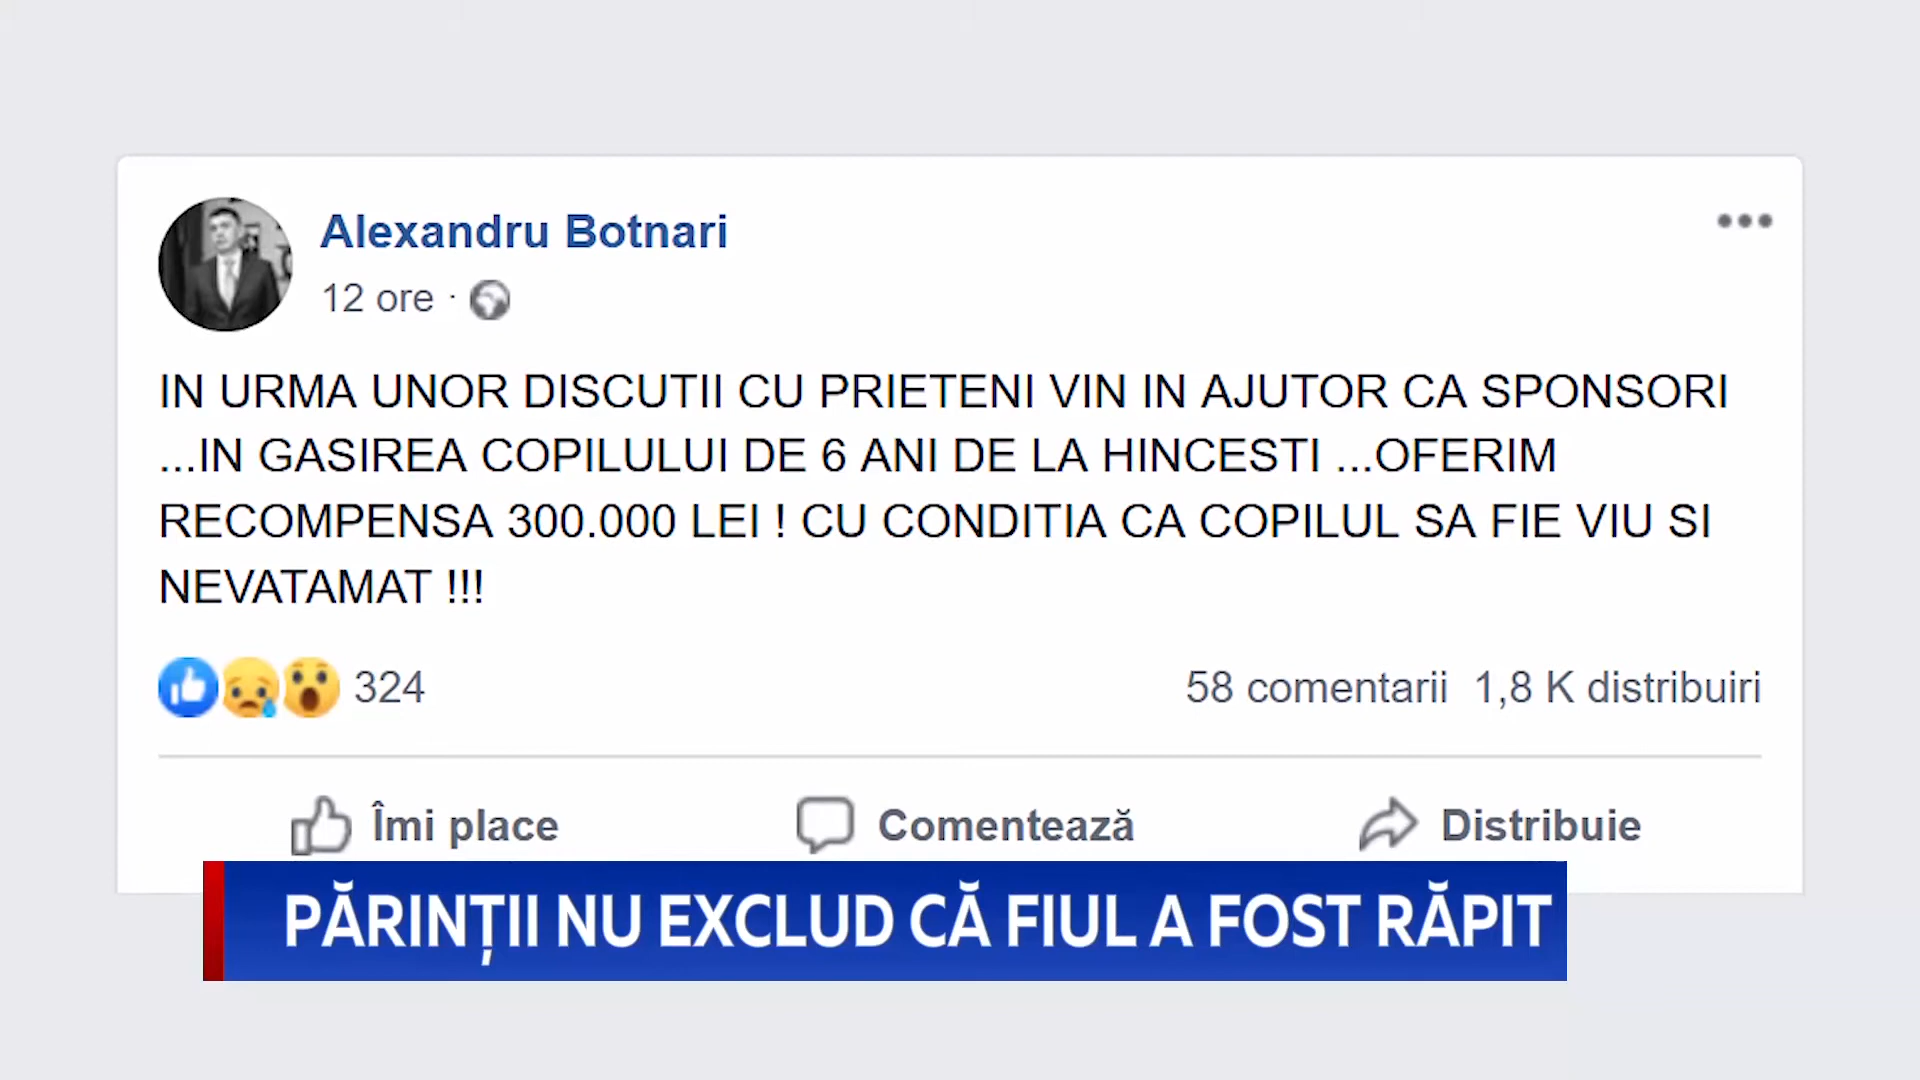 Alexandru Botnari
12 ore ·
IN URMA UNOR DISCUTII CU PRIETENI VIN IN AJUTOR CA SPONSORI
...IN GASIREA COPILULUI DE 6 ANI DE LA HINCESTI ...OFERIM
RECOMPENSA 300.000 LEI ! CU CONDITIA CA COPILUL SA FIE VIU SI
NEVATAMAT !!!
324
58 comentarii 1,8 K distribuiri
Îmi place
Comentează
Distribuie
PĂRINȚII NU EXCLUD CĂ FIUL A FOST RĂPIT